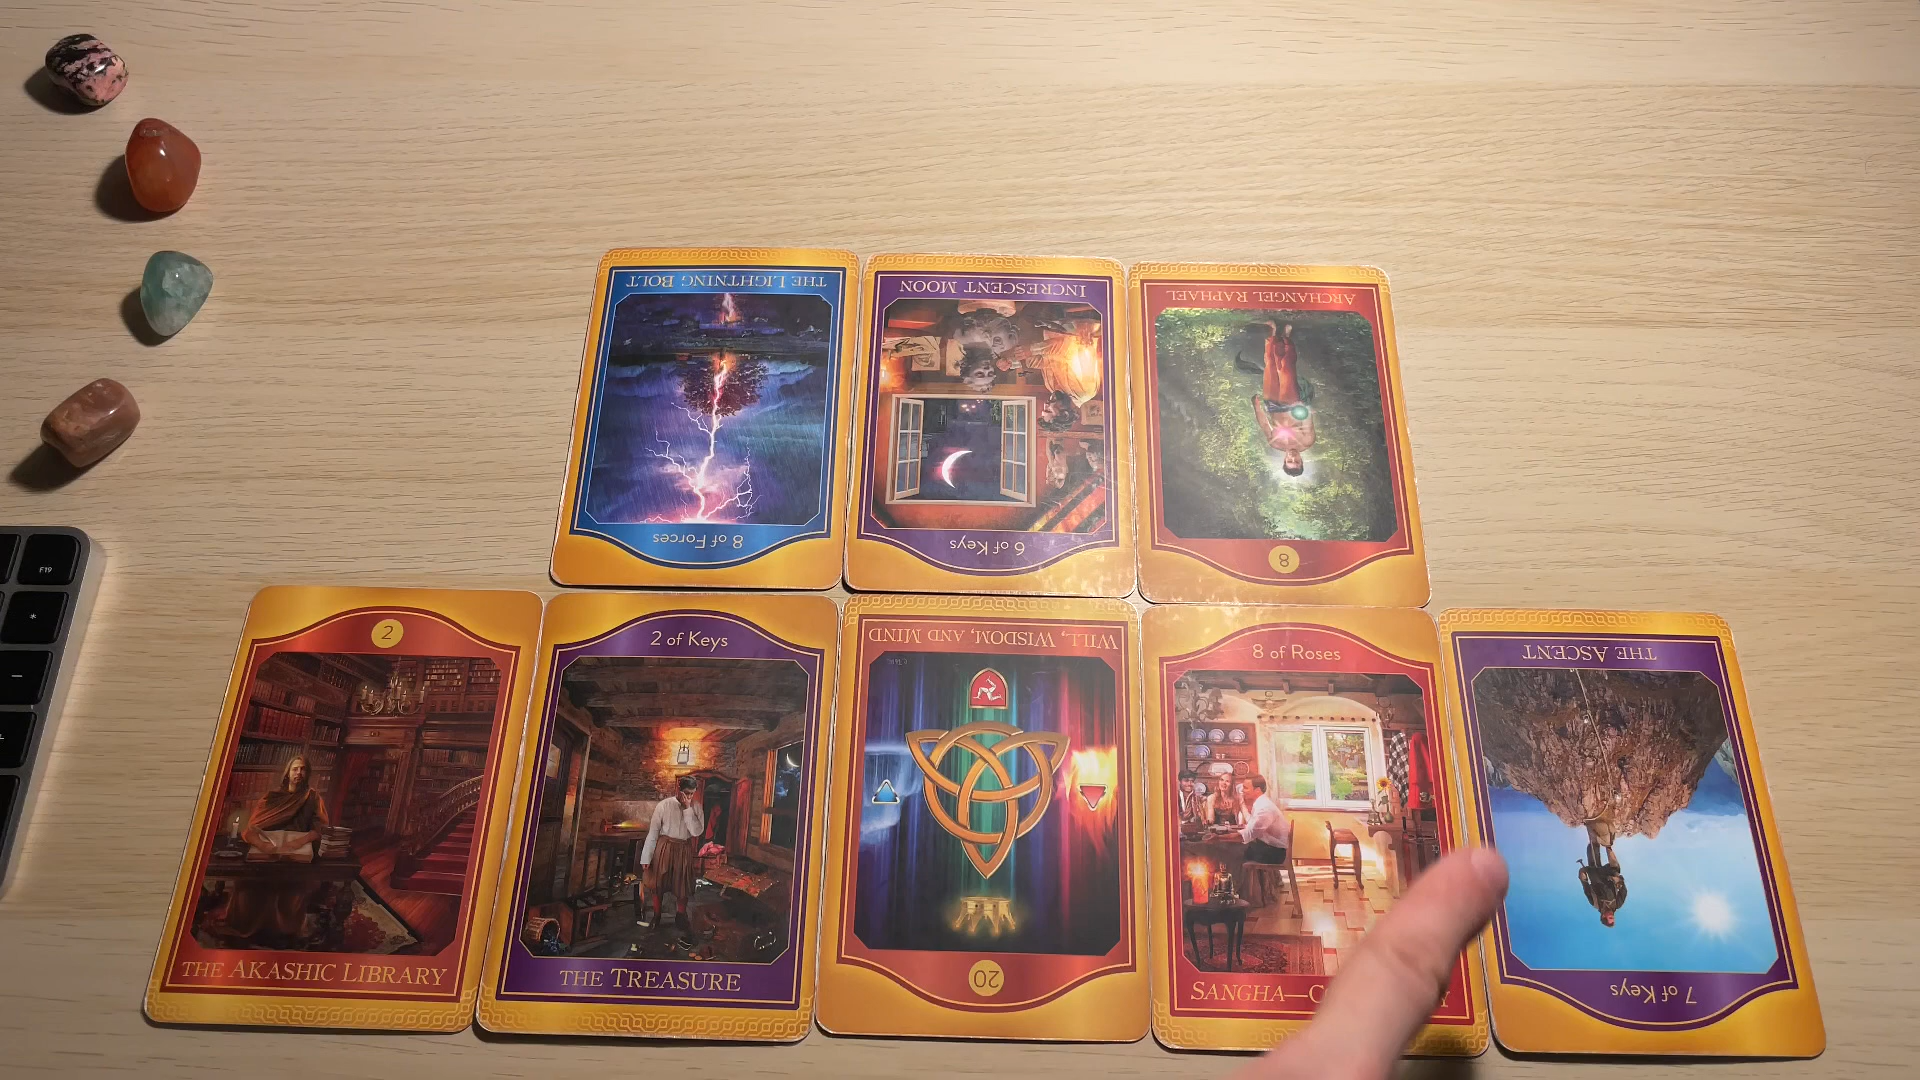 THE LIGHTNING BOLT
8 of Forces
INCRESCENT MOON
6 of Keys
ARCHANGEL RAPHAEL
8
2
THE AKASHIC LIBRARY
2 of Keys
THE TREASURE
WILL, WISDOM, AND MIND
20
8 of Roses
SANGHA—C Y
THE ASCENT
7 of Keys
F19
*
−